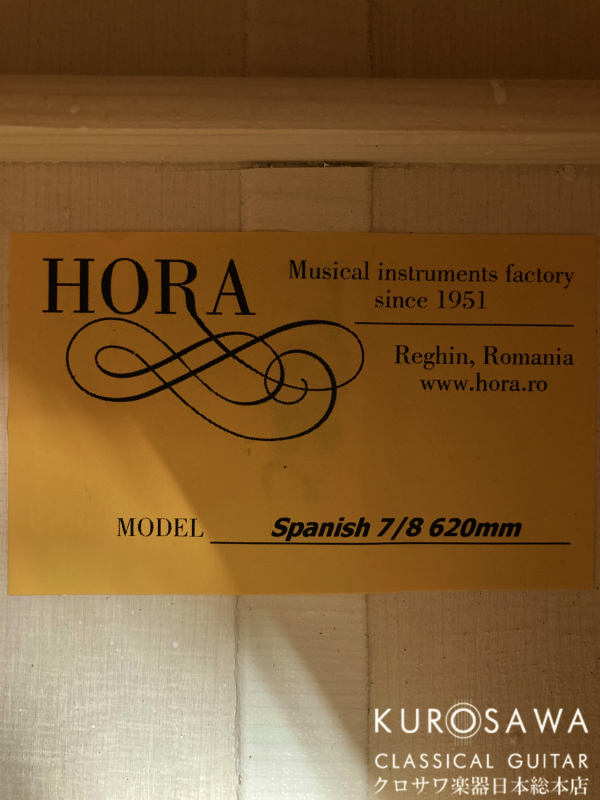 HORA
Musical instruments factory
since 1951
Reghin, Romania
www.hora.ro
MODEL Spanish 7/8 620mm
KUROSAWA
CLASSICAL GUITAR
クロサワ楽器日本総本店